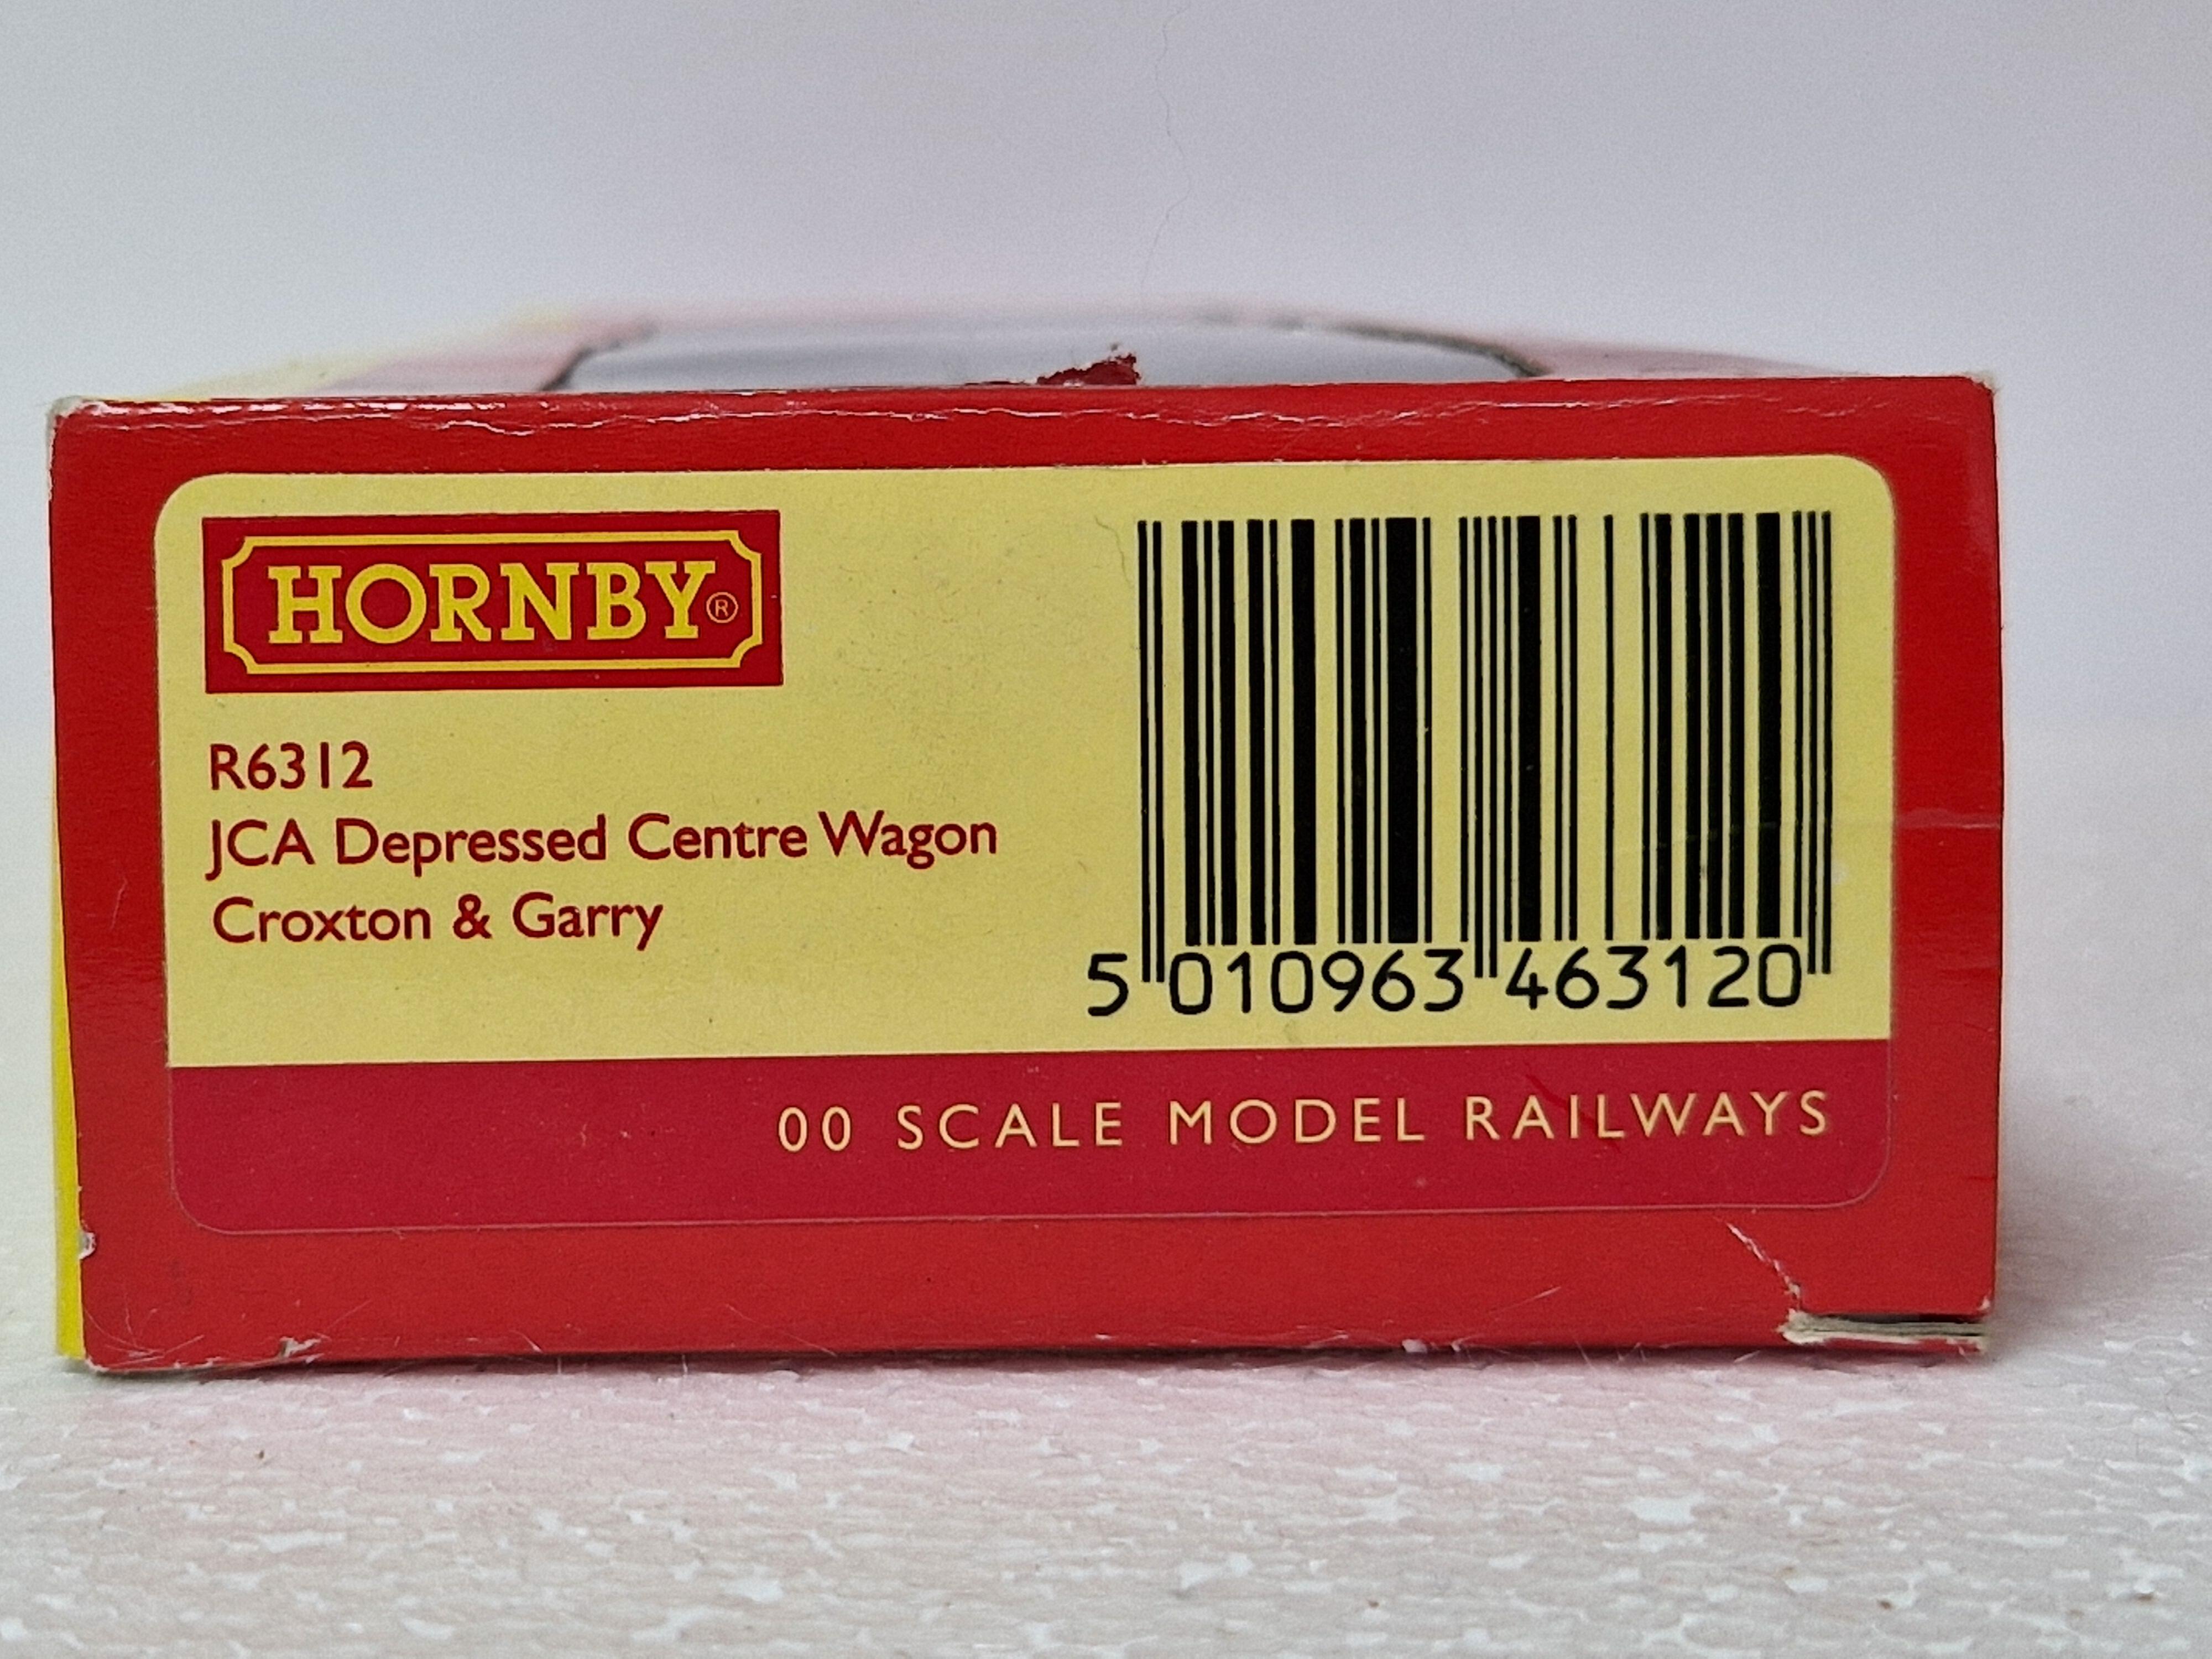 HORNBY®
R6312
JCA Depressed Centre Wagon
Croxton & Garry
5 010963 463120
00 SCALE MODEL RAILWAYS